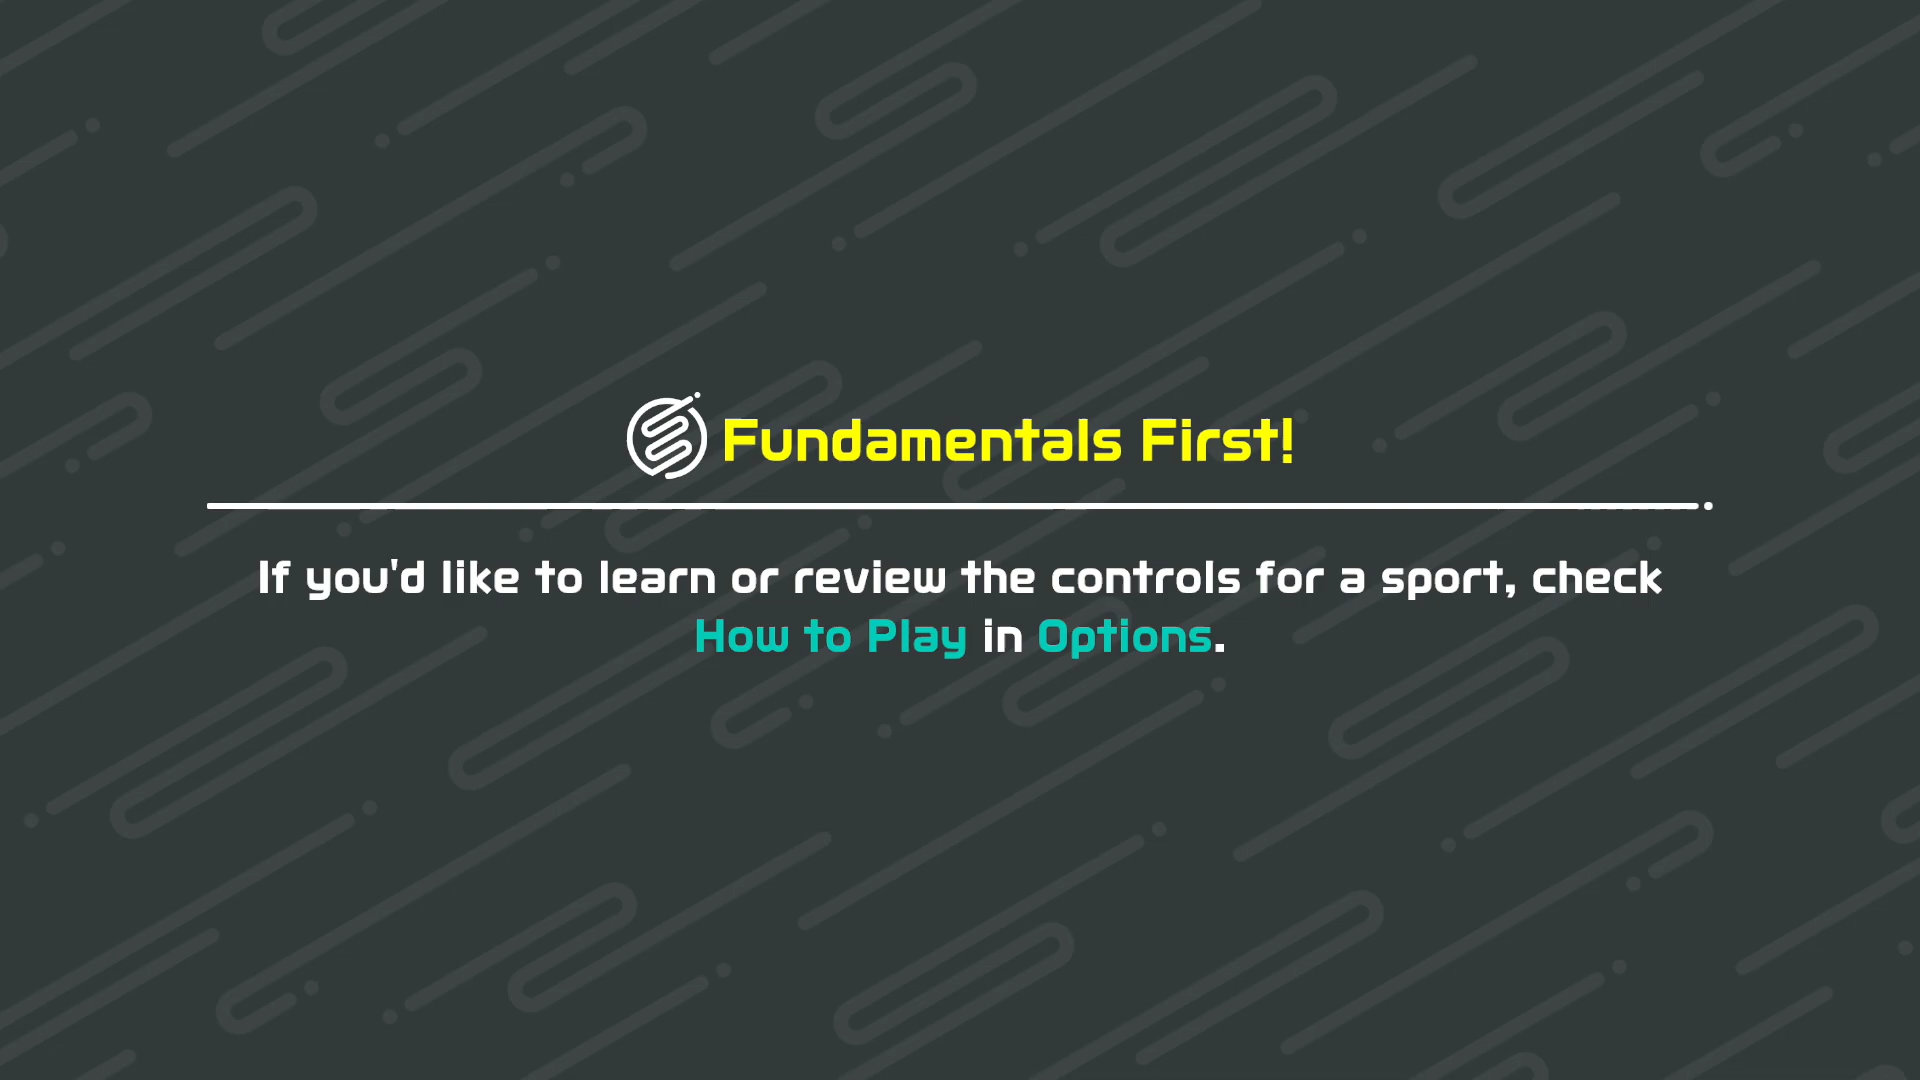 Fundamentals First!
If you'd like to learn or review the controls for a sport, check
How to Play in Options.